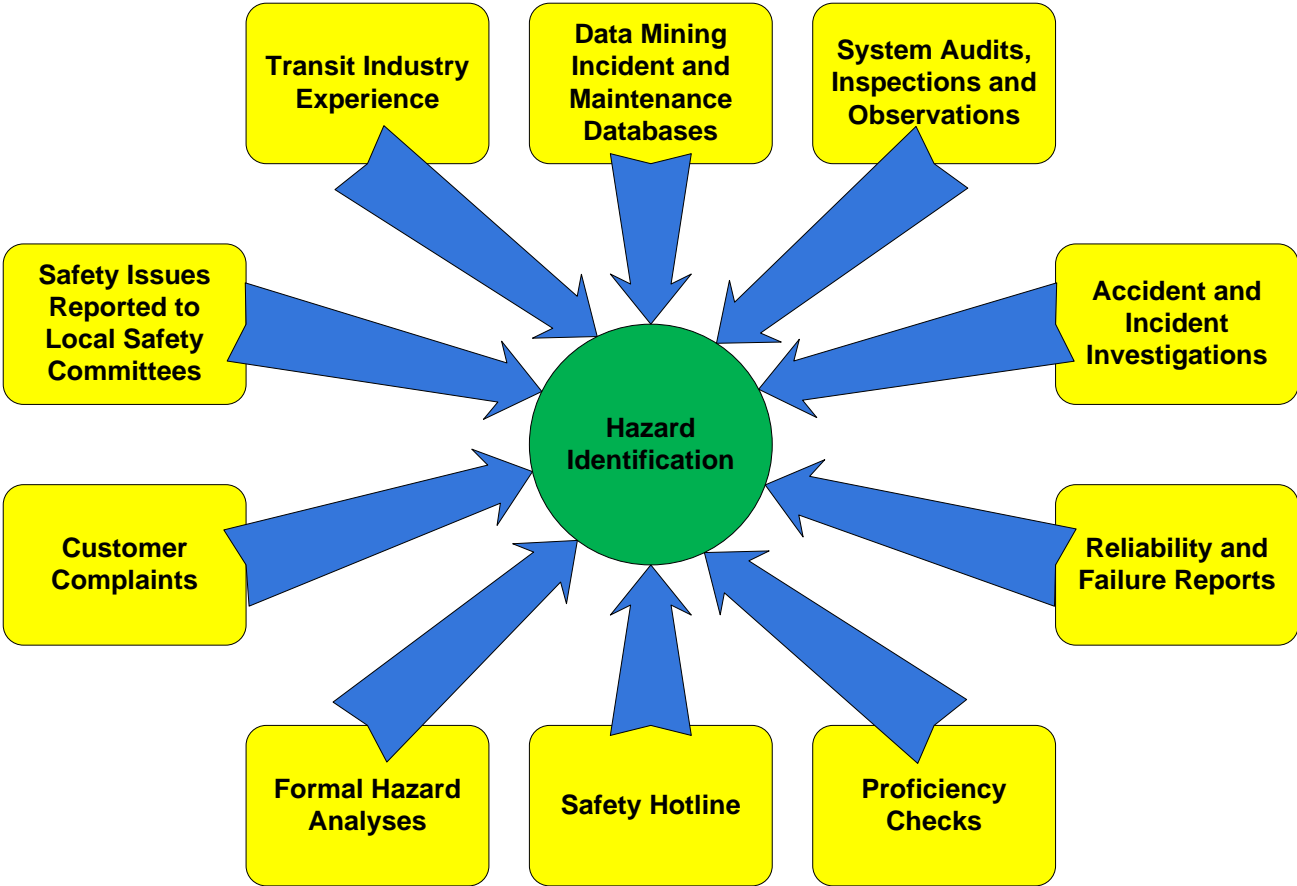 Transit Industry
Experience
Data Mining
Incident and
Maintenance
Databases
System Audits,
Inspections and
Observations
Safety Issues
Reported to
Local Safety
Committees
Accident and
Incident
Investigations
Hazard
Identification
Customer
Complaints
Reliability and
Failure Reports
Formal Hazard
Analyses
Safety Hotline
Proficiency
Checks